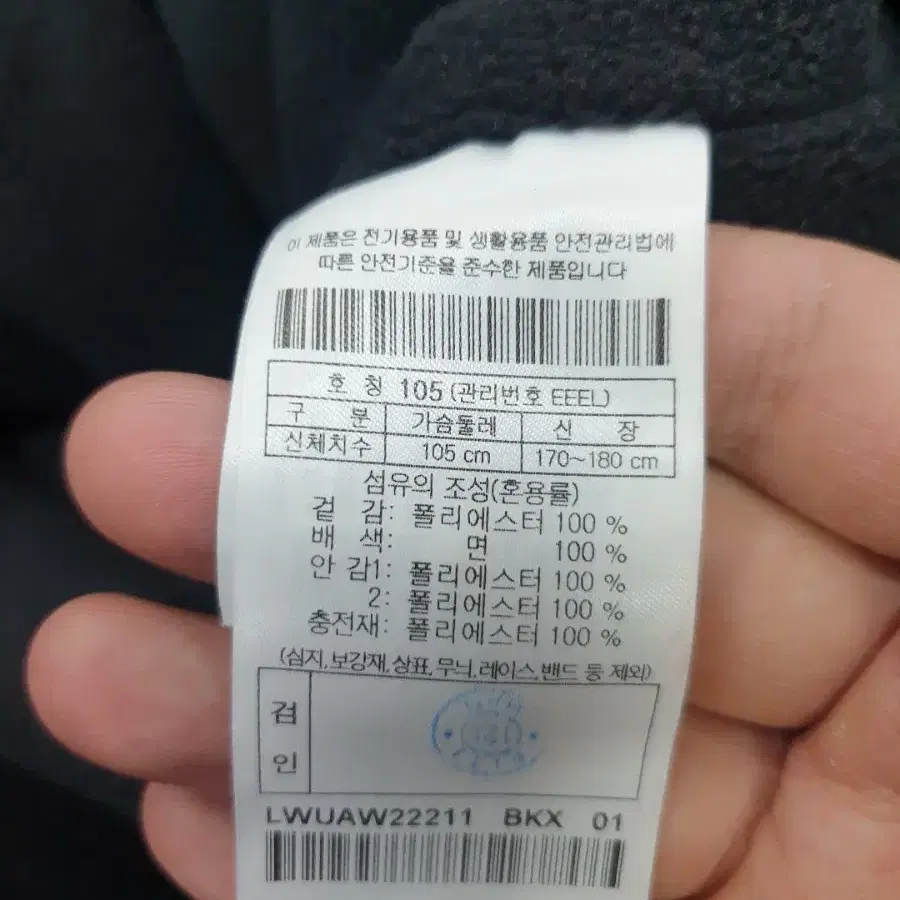 이 제품은 전기용품 및 생활용품 안전관리법에
따른 안전기준을 준수한 제품입니다
호 칭 105 (관리번호 EEEL)
구 분 가슴둘레 신 장
신체치수 105 cm 170~180 cm
섬유의 조성(혼용률)
겉 감: 폴리에스터 100 %
배 색: 면 100 %
안 감1: 폴리에스터 100 %
2: 폴리에스터 100 %
충전재: 폴리에스터 100 %
(심지,보강재,상표,무늬,레이스,밴드 등 제외)
검
인
LWUAW22211 BKX 01